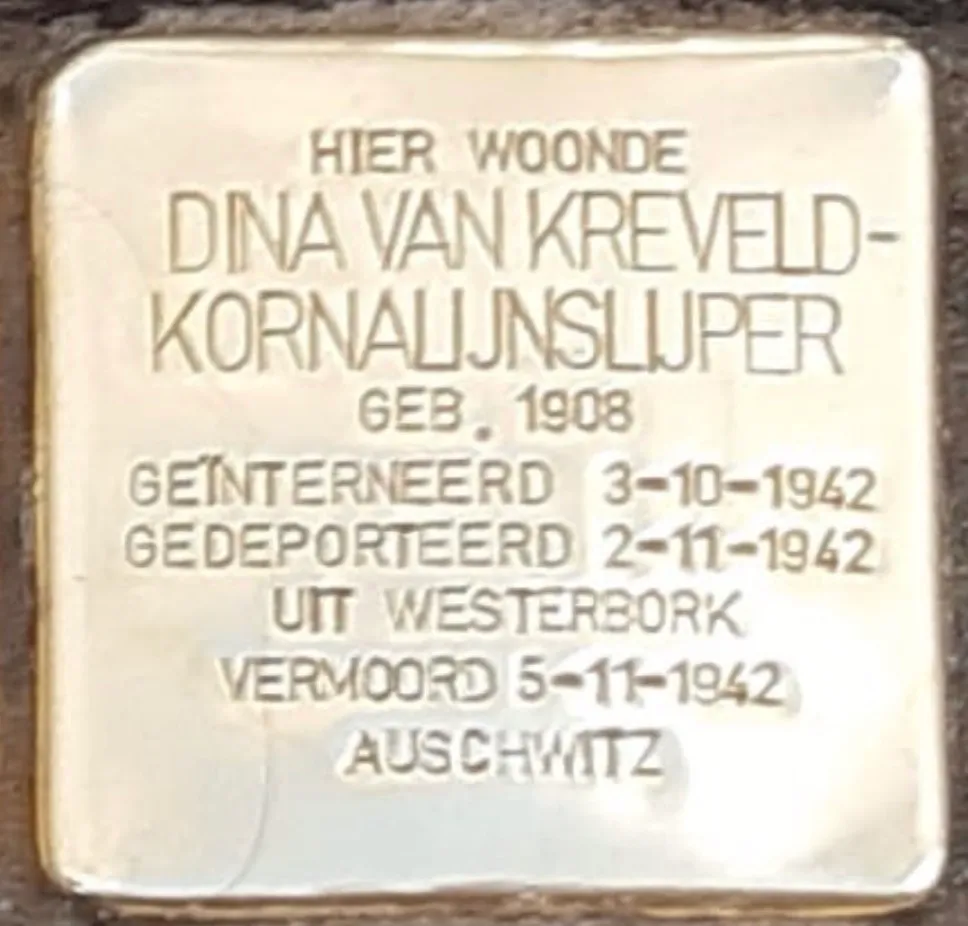 HIER WOONDE
DINA VAN KREVELD-
KORNALIJNSLIJPER
GEB. 1908
GEÏNTERNEERD 3-10-1942
GEDEPORTEERD 2-11-1942
UIT WESTERBORK
VERMOORD 5-11-1942
AUSCHWITZ